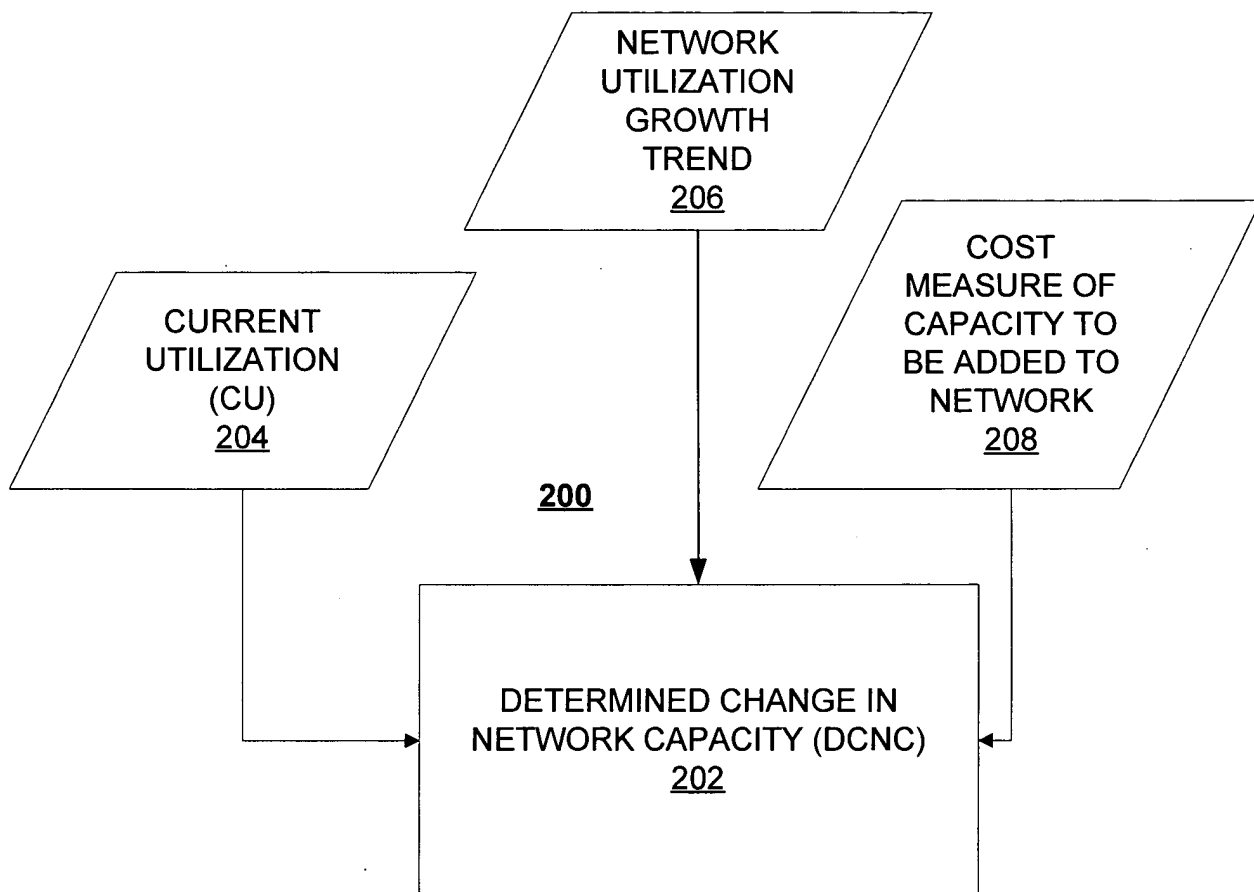 NETWORK
UTILIZATION
GROWTH
TREND
206
COST
MEASURE OF
CAPACITY TO
BE ADDED TO
NETWORK
208
CURRENT
UTILIZATION
(CU)
204
200
DETERMINED CHANGE IN
NETWORK CAPACITY (DCNC)
202